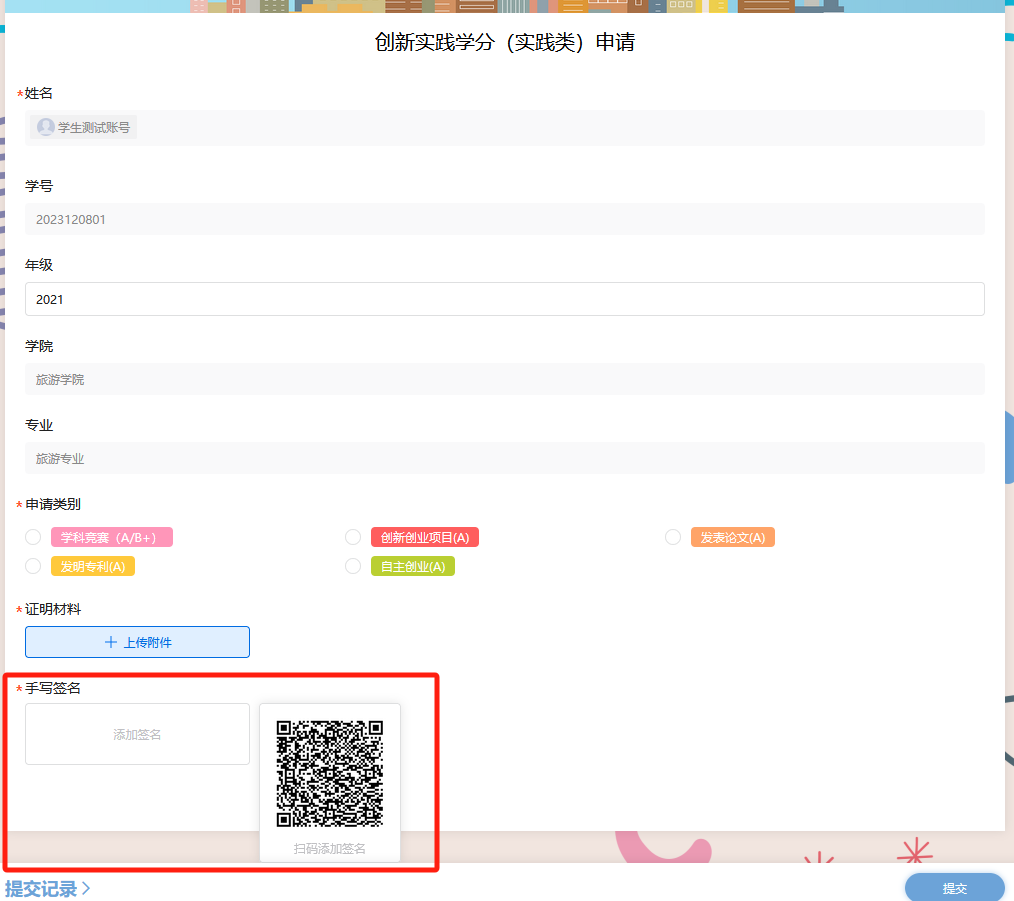 创新实践学分（实践类）申请
*姓名
学生测试账号
学号
2023120801
年级
2021
学院
旅游学院
专业
旅游专业
*申请类别
学科竞赛（A/B+） 创新创业项目(A) 发表论文(A)
发明专利(A) 自主创业(A)
*证明材料
+ 上传附件
*手写签名
添加签名
扫码添加签名
提交记录 >
提交